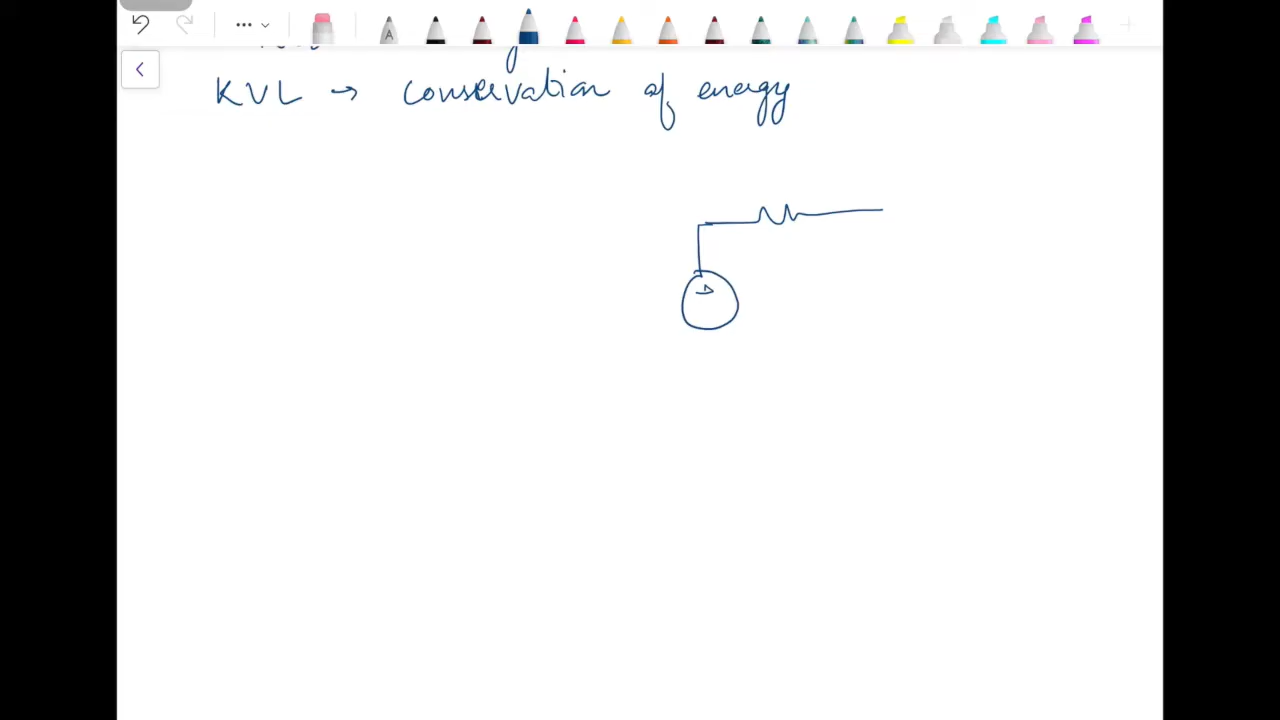 KVL → conservation of energy